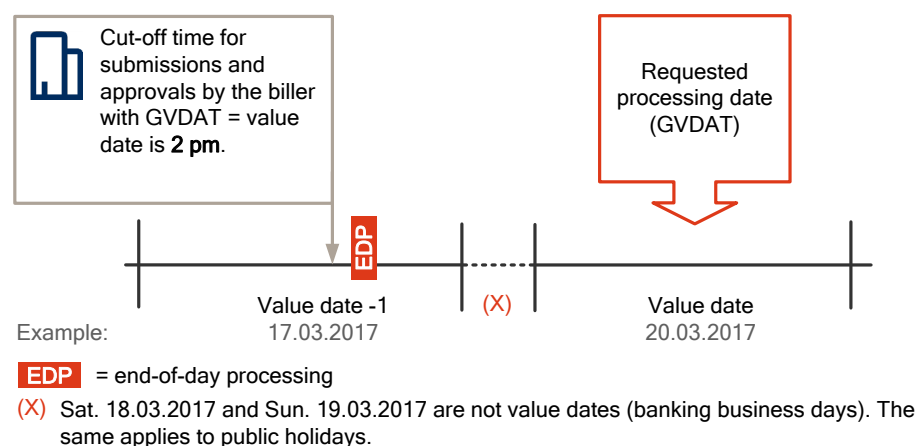 Cut-off time for
submissions and
approvals by the biller
with GVDAT = value
date is 2 pm.
Requested
processing date
(GVDAT)
EDP
Value date -1
(X)
Value date
Example:
17.03.2017
20.03.2017
EDP = end-of-day processing
(X) Sat. 18.03.2017 and Sun. 19.03.2017 are not value dates (banking business days). The
same applies to public holidays.